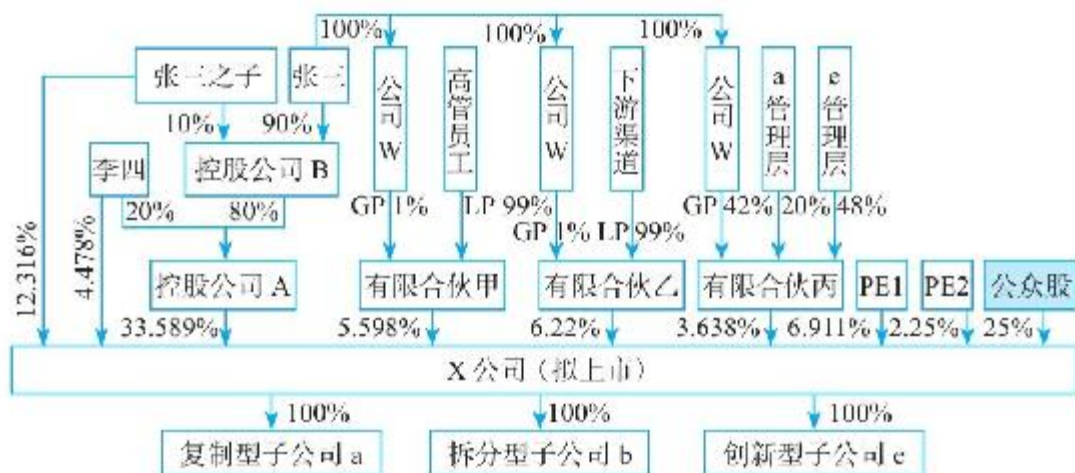 100%
100%
100%
张三之子
张三
公司W
高管员工
公司W
下游渠道
公司W
a管理层
e管理层
10%
90%
李四
控股公司B
20%
80%
GP 1%
LP 99%
GP 1%
LP 99%
GP 42%
20%
48%
12.316%
4.478%
控股公司A
有限合伙甲
有限合伙乙
有限合伙丙
PE1
PE2
公众股
33.589%
5.598%
6.22%
3.638%
6.911%
2.25%
25%
X公司（拟上市）
100%
100%
100%
复制型子公司a
拆分型子公司b
创新型子公司e